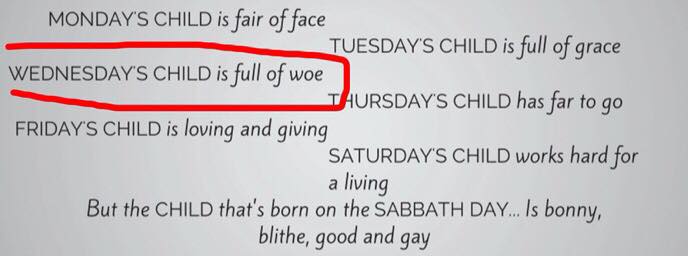 MONDAY'S CHILD is fair of face
TUESDAY'S CHILD is full of grace
WEDNESDAY'S CHILD is full of woe
THURSDAY'S CHILD has far to go
FRIDAY'S CHILD is loving and giving
SATURDAY'S CHILD works hard for
a living
But the CHILD that's born on the SABBATH DAY... Is bonny,
blithe, good and gay